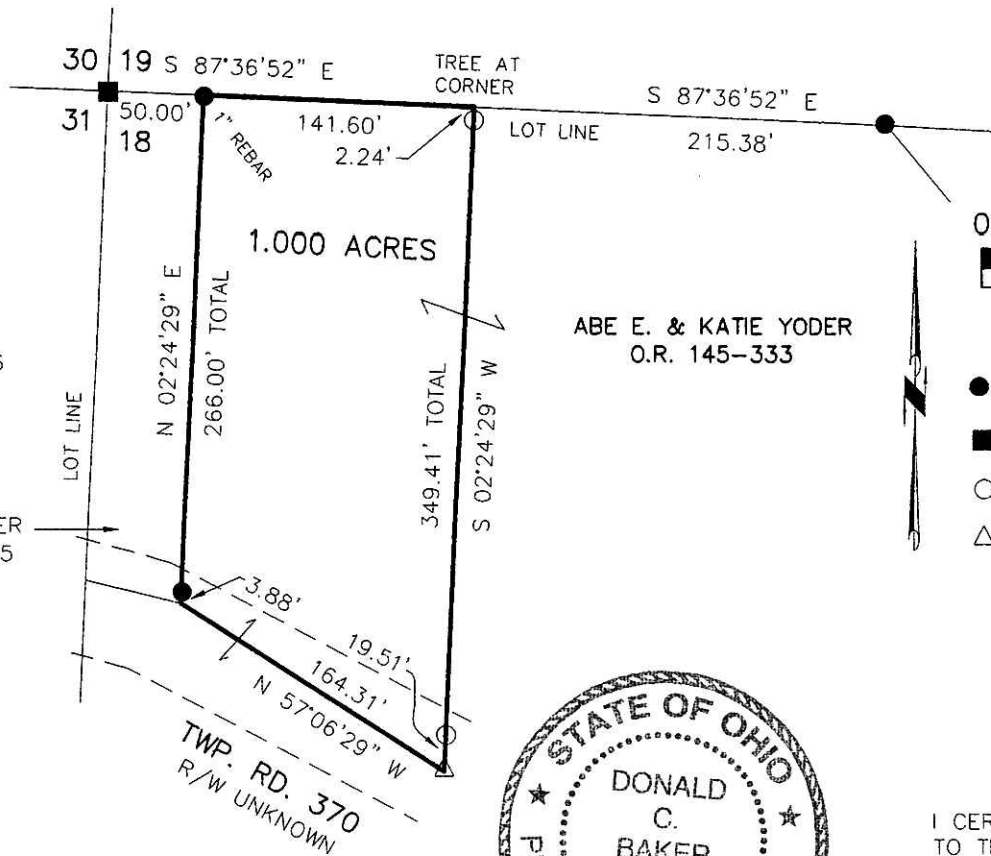 30 19 S 87°36'52" E
TREE AT
CORNER
S 87°36'52" E
31 50.00'
18
1" REBAR
141.60'
2.24'
LOT LINE
215.38'
1.000 ACRES
N 02°24'29" E
266.00' TOTAL
349.41' TOTAL
S 02°24'29" W
ABE E. & KATIE YODER
O.R. 145-333
LOT LINE
S
ER
5
3.88'
19.51'
164.31'
N 57°06'29" W
TWP. RD. 370
R/W UNKNOWN
STATE OF OHIO
DONALD
C.
BAKER
I CER
TO TH